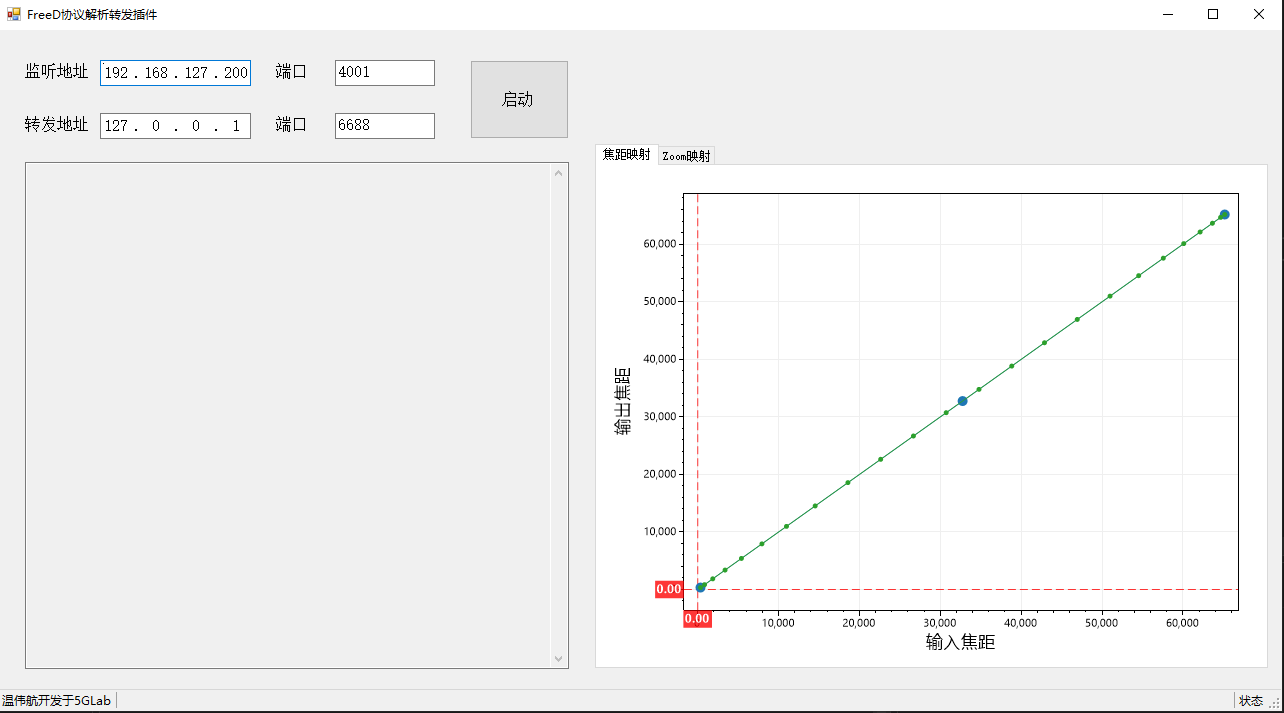 FreeD协议解析转发插件
监听地址 192 . 168 . 127 . 200 端口 4001
转发地址 127 . 0 . 0 . 1 端口 6688
启动
焦距映射 Zoom映射
输出焦距
60,000
50,000
40,000
30,000
20,000
10,000
0.00
0.00
10,000 20,000 30,000 40,000 50,000 60,000
输入焦距
温伟航开发于5GLab 状态